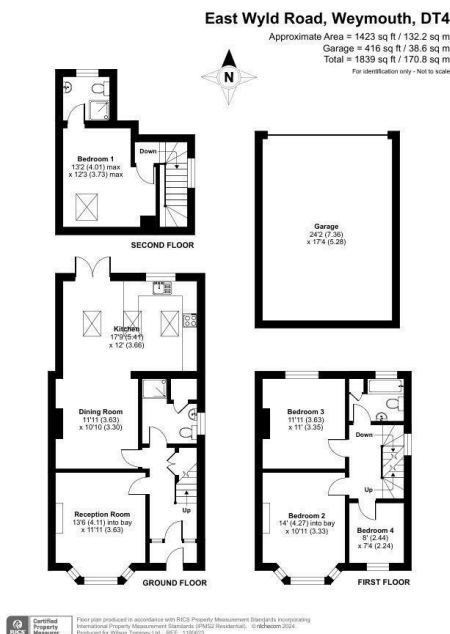 East Wyld Road, Weymouth, DT4
Approximate Area = 1423 sq ft / 132.2 sq m
Garage = 416 sq ft / 38.6 sq m
Total = 1839 sq ft / 170.8 sq m
For identification only - Not to scale
N
Bedroom 1
13'2 (4.01) max
x 12'3 (3.73) max
Down
SECOND FLOOR
Garage
24'2 (7.36)
x 17'4 (5.28)
Kitchen
17'9 (5.41)
x 12' (3.66)
Dining Room
11'11 (3.63)
x 10'10 (3.30)
Reception Room
13'6 (4.11) into bay
x 11'11 (3.63)
Up
GROUND FLOOR
Bedroom 3
11'11 (3.63)
x 11' (3.35)
Down
Up
Bedroom 2
14' (4.27) into bay
x 10'11 (3.33)
Bedroom 4
8' (2.44)
x 7'4 (2.24)
FIRST FLOOR
RICS
Certified
Property
Measurer
Floor plan produced in accordance with RICS Property Measurement Standards incorporating
International Property Measurement Standards (IPMS2 Residential). © nichecom 2024.
Produced for Wilson Tominey Ltd. REF: